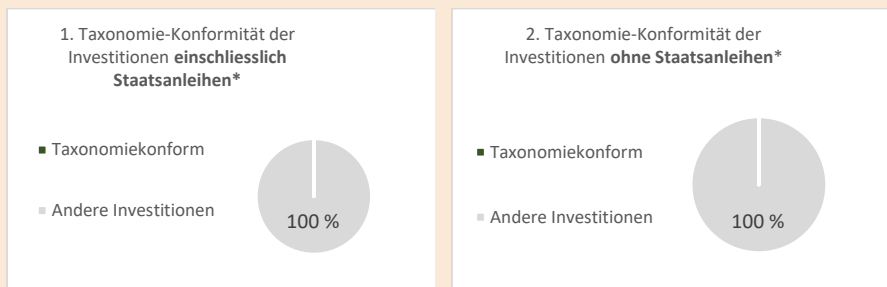 1. Taxonomie-Konformität der
Investitionen einschliesslich
Staatsanleihen*
Taxonomiekonform
Andere Investitionen
100 %
2. Taxonomie-Konformität der
Investitionen ohne Staatsanleihen*
Taxonomiekonform
Andere Investitionen
100 %